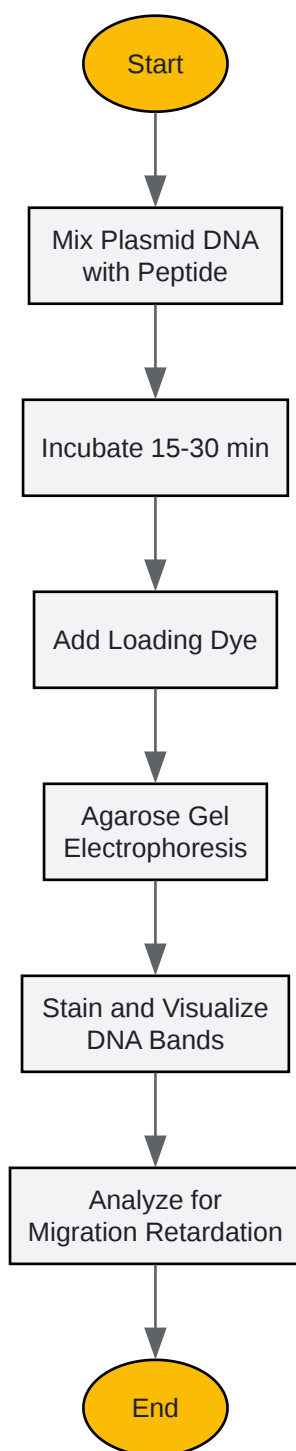 Start
Mix Plasmid DNA
with Peptide
Incubate 15-30 min
Add Loading Dye
Agarose Gel
Electrophoresis
Stain and Visualize
DNA Bands
Analyze for
Migration Retardation
End